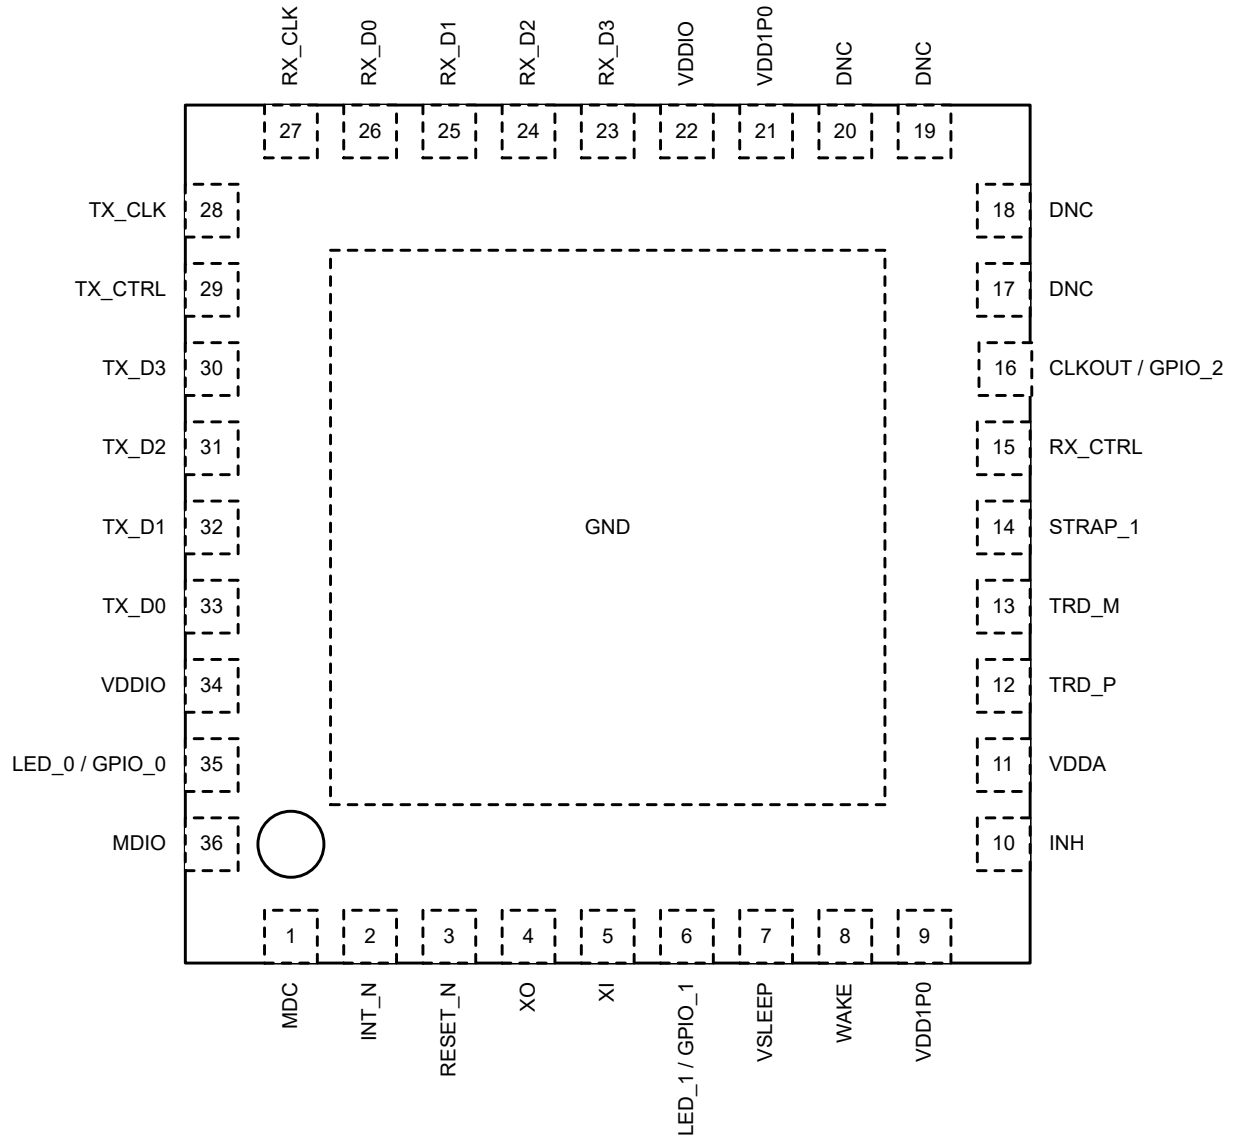 RX_CLK
RX_D0
RX_D1
RX_D2
RX_D3
VDDIO
VDD1P0
DNC
DNC
27 26 25 24 23 22 21 20 19
TX_CLK 28 18 DNC
TX_CTRL 29 17 DNC
TX_D3 30 16 CLKOUT / GPIO_2
TX_D2 31 15 RX_CTRL
TX_D1 32 GND 14 STRAP_1
TX_D0 33 13 TRD_M
VDDIO 34 12 TRD_P
LED_0 / GPIO_0 35 11 VDDA
MDIO 36 10 INH
1 2 3 4 5 6 7 8 9
MDC
INT_N
RESET_N
XO
XI
LED_1 / GPIO_1
VSLEEP
WAKE
VDD1P0